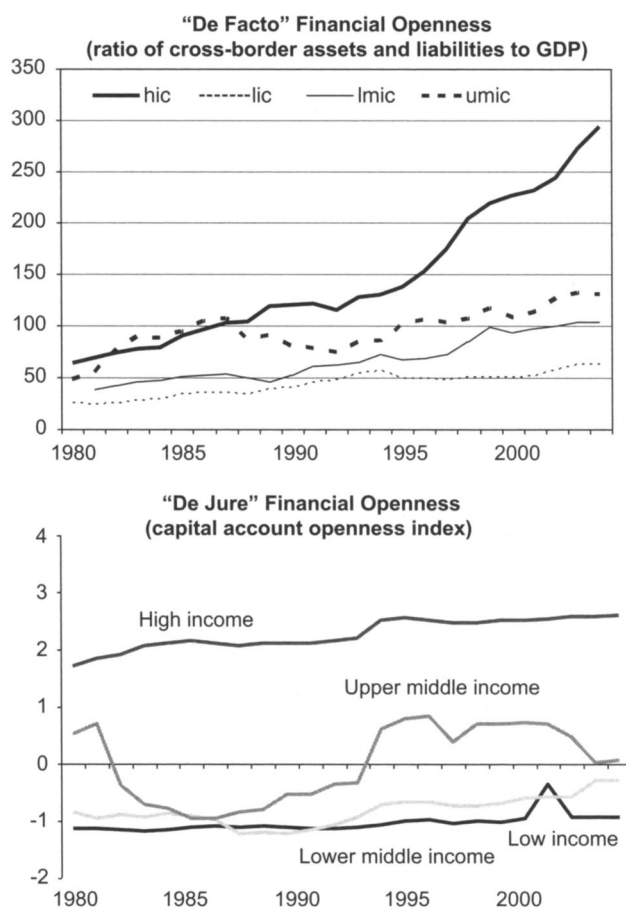 “De Facto” Financial Openness
(ratio of cross-border assets and liabilities to GDP)
350
hic lic lmic umic
300
250
200
150
100
50
0
1980 1985 1990 1995 2000
“De Jure” Financial Openness
(capital account openness index)
4
3
High income
2
Upper middle income
1
0
-1
Low income
Lower middle income
-2
1980 1985 1990 1995 2000